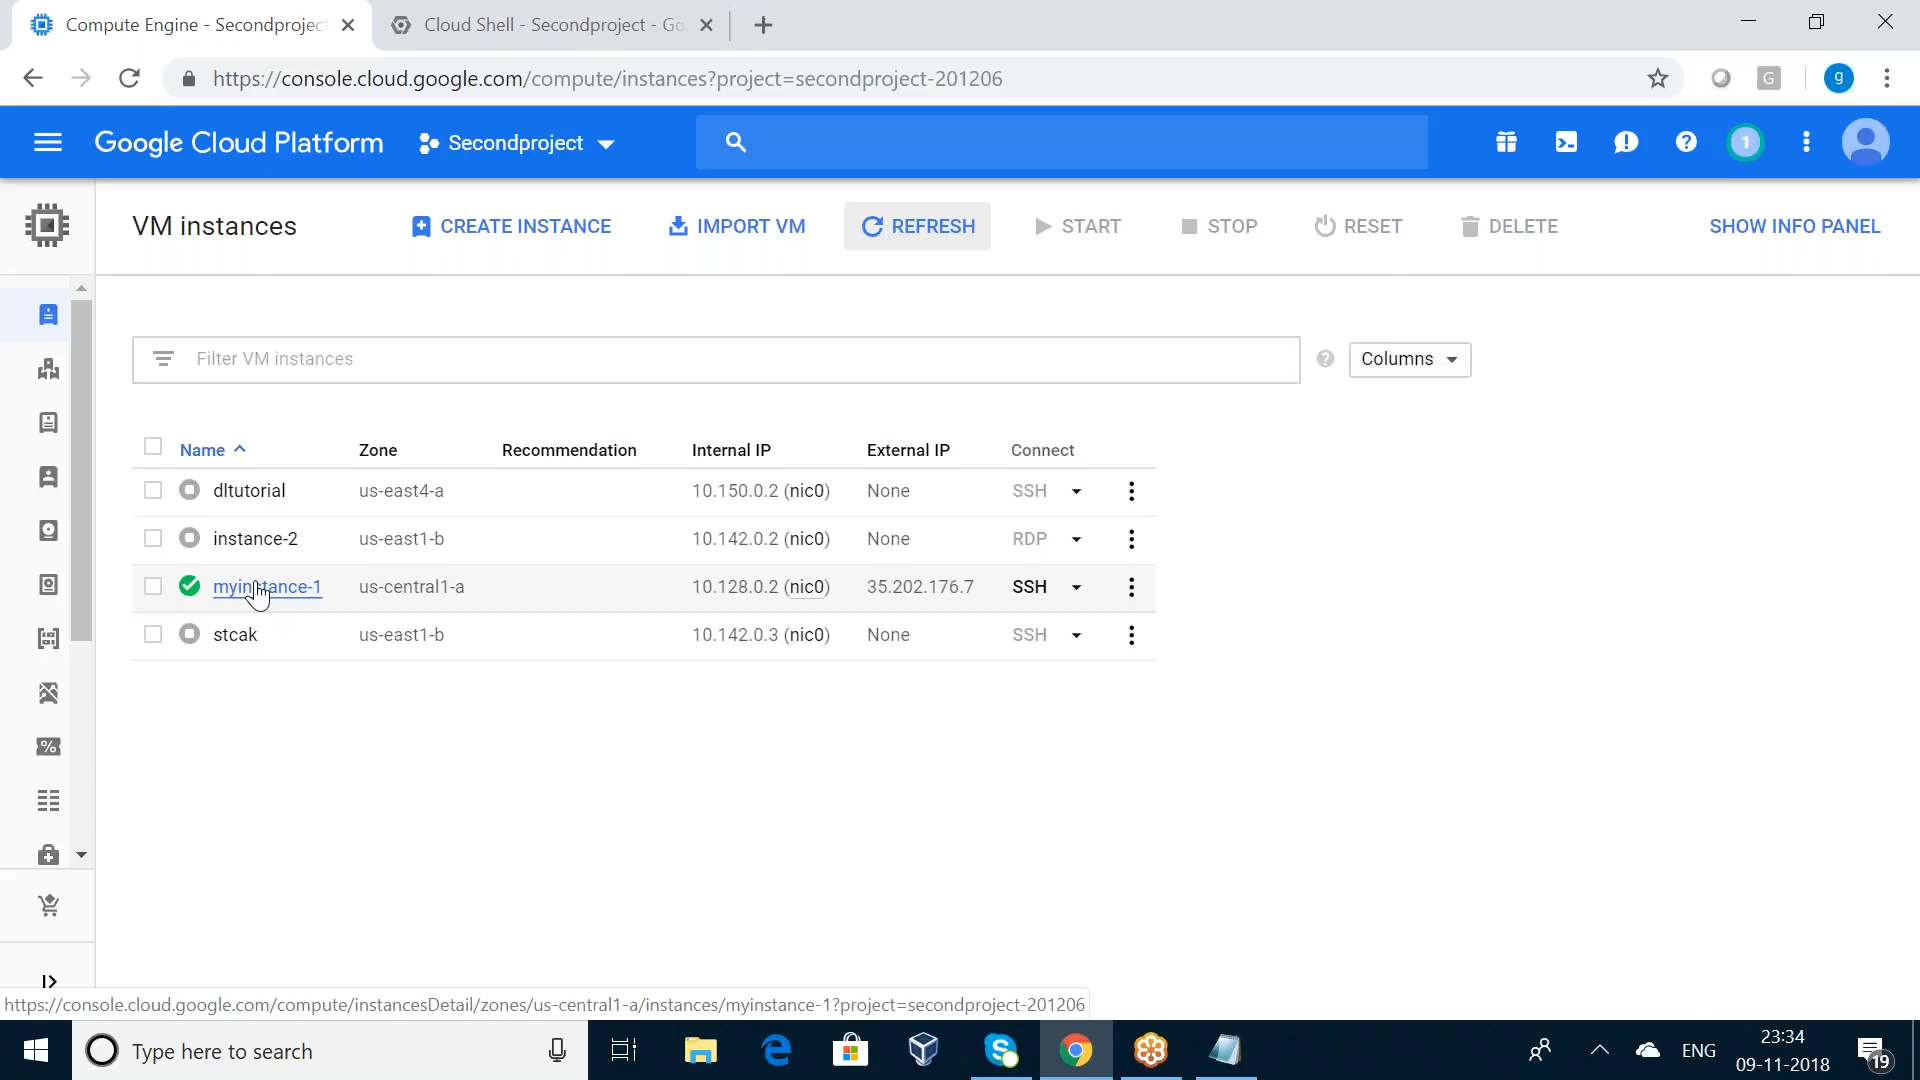 Compute Engine - Secondproject
Cloud Shell - Secondproject - Go
https://console.cloud.google.com/compute/instances?project=secondproject-201206
G
g
Google Cloud Platform
Secondproject
1
VM instances
CREATE INSTANCE
IMPORT VM
REFRESH
START
STOP
RESET
DELETE
SHOW INFO PANEL
Filter VM instances
Columns
Name Zone Recommendation Internal IP External IP Connect
dltutorial us-east4-a 10.150.0.2 (nic0) None SSH
instance-2 us-east1-b 10.142.0.2 (nic0) None RDP
myinstance-1 us-central1-a 10.128.0.2 (nic0) 35.202.176.7 SSH
stcak us-east1-b 10.142.0.3 (nic0) None SSH
https://console.cloud.google.com/compute/instancesDetail/zones/us-central1-a/instances/myinstance-1?project=secondproject-201206
Type here to search
ENG
23:34
09-11-2018
19